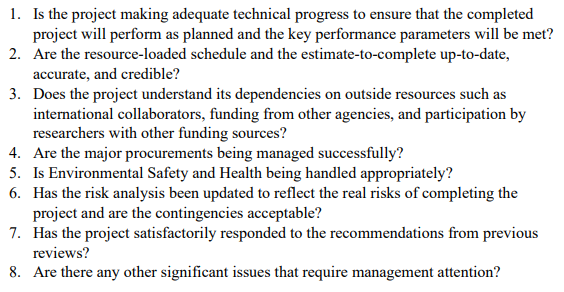 1. Is the project making adequate technical progress to ensure that the completed
project will perform as planned and the key performance parameters will be met?
2. Are the resource-loaded schedule and the estimate-to-complete up-to-date,
accurate, and credible?
3. Does the project understand its dependencies on outside resources such as
international collaborators, funding from other agencies, and participation by
researchers with other funding sources?
4. Are the major procurements being managed successfully?
5. Is Environmental Safety and Health being handled appropriately?
6. Has the risk analysis been updated to reflect the real risks of completing the
project and are the contingencies acceptable?
7. Has the project satisfactorily responded to the recommendations from previous
reviews?
8. Are there any other significant issues that require management attention?